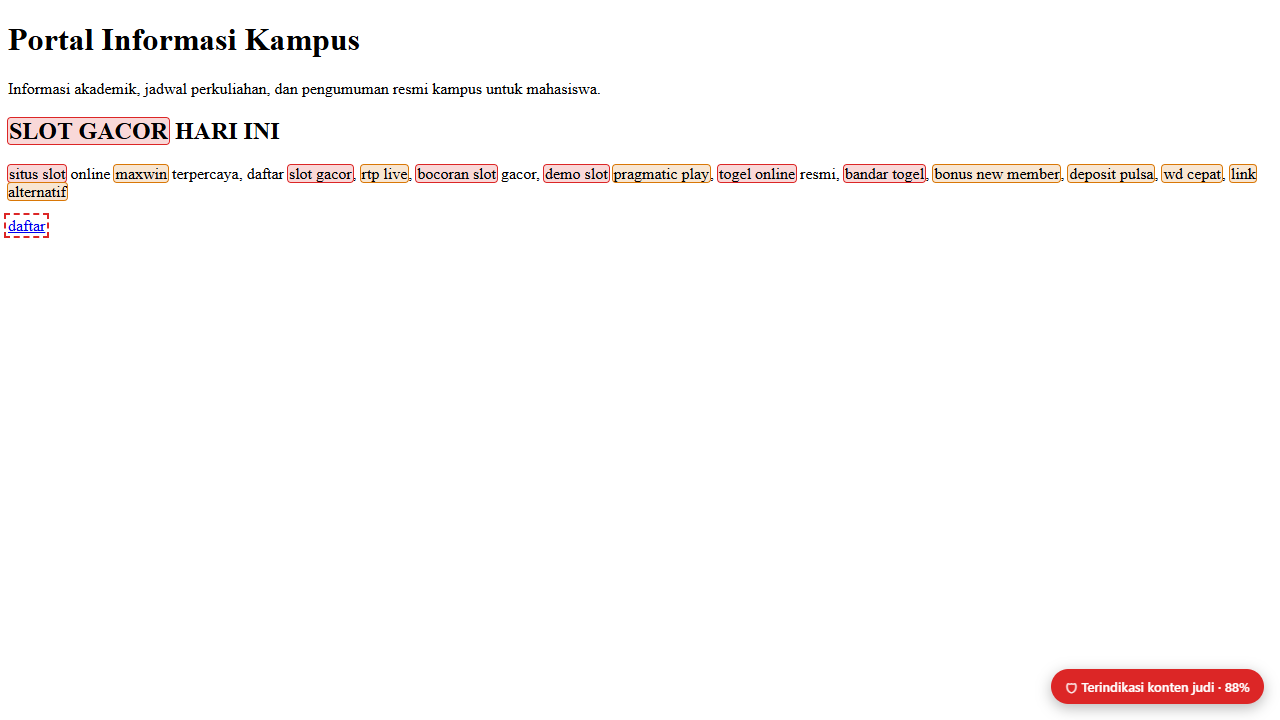 Portal Informasi Kampus
Informasi akademik, jadwal perkuliahan, dan pengumuman resmi kampus untuk mahasiswa.
SLOT GACOR HARI INI
situs slot online maxwin terpercaya, daftar slot gacor, rtp live, bocoran slot gacor, demo slot pragmatic play, togel online resmi, bandar togel, bonus new member, deposit pulsa, wd cepat, link
alternatif
daftar
Terindikasi konten judi · 88%